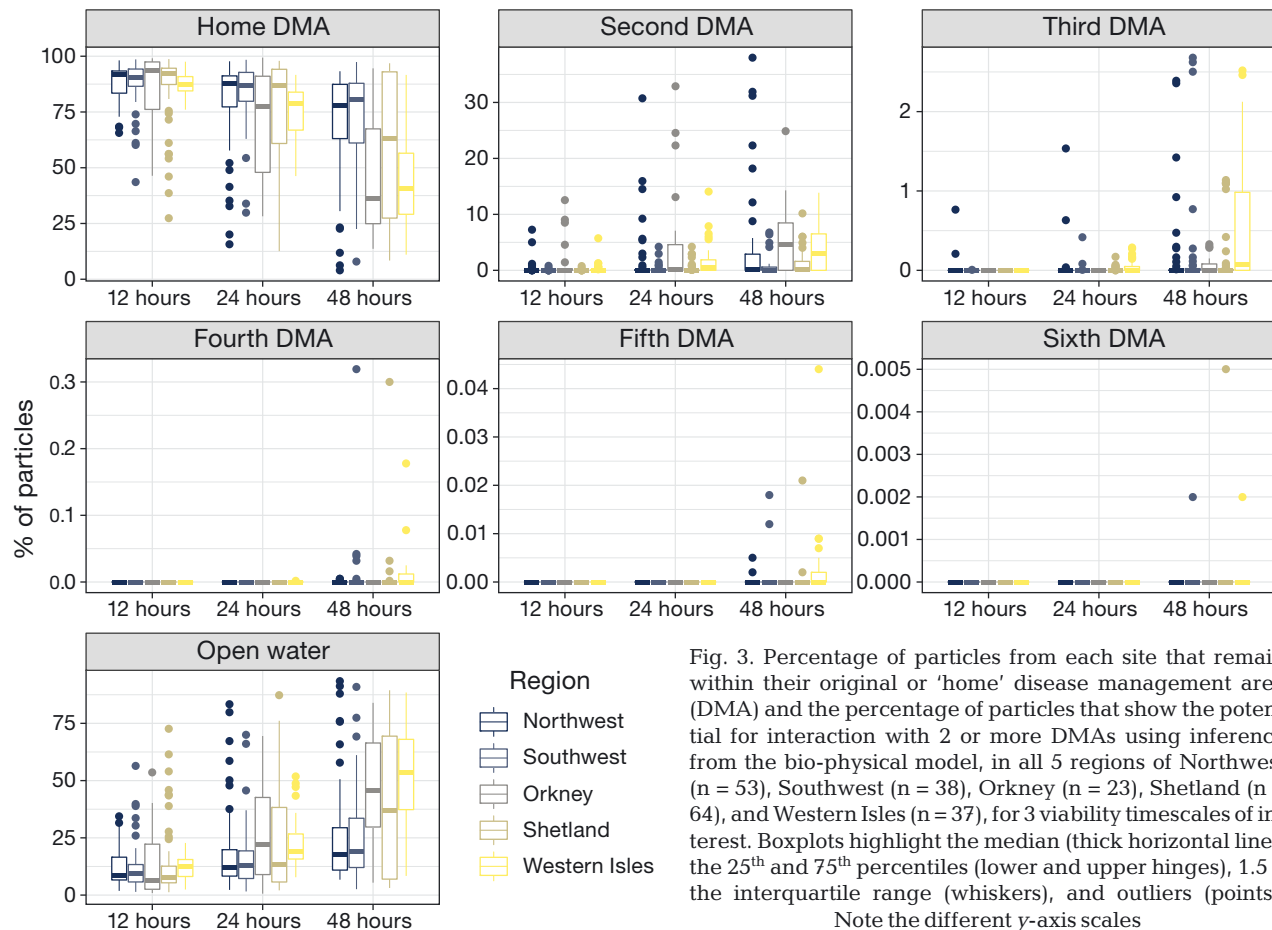 Home DMA
Second DMA
Third DMA
100
75
50
25
0
12 hours 24 hours 48 hours
30
20
10
0
12 hours 24 hours 48 hours
2
1
0
12 hours 24 hours 48 hours
Fourth DMA
Fifth DMA
Sixth DMA
% of particles
0.3
0.2
0.1
0.0
12 hours 24 hours 48 hours
0.04
0.03
0.02
0.01
0.00
12 hours 24 hours 48 hours
0.005
0.004
0.003
0.002
0.001
0.000
12 hours 24 hours 48 hours
Open water
75
50
25
0
12 hours 24 hours 48 hours
Region
Northwest
Southwest
Orkney
Shetland
Western Isles
Fig. 3. Percentage of particles from each site that remai
within their original or ‘home’ disease management are
(DMA) and the percentage of particles that show the poten
tial for interaction with 2 or more DMAs using inferenc
from the bio-physical model, in all 5 regions of Northwes
(n = 53), Southwest (n = 38), Orkney (n = 23), Shetland (n
64), and Western Isles (n = 37), for 3 viability timescales of in
terest. Boxplots highlight the median (thick horizontal line
the 25th and 75th percentiles (lower and upper hinges), 1.5
the interquartile range (whiskers), and outliers (points
Note the different y-axis scales